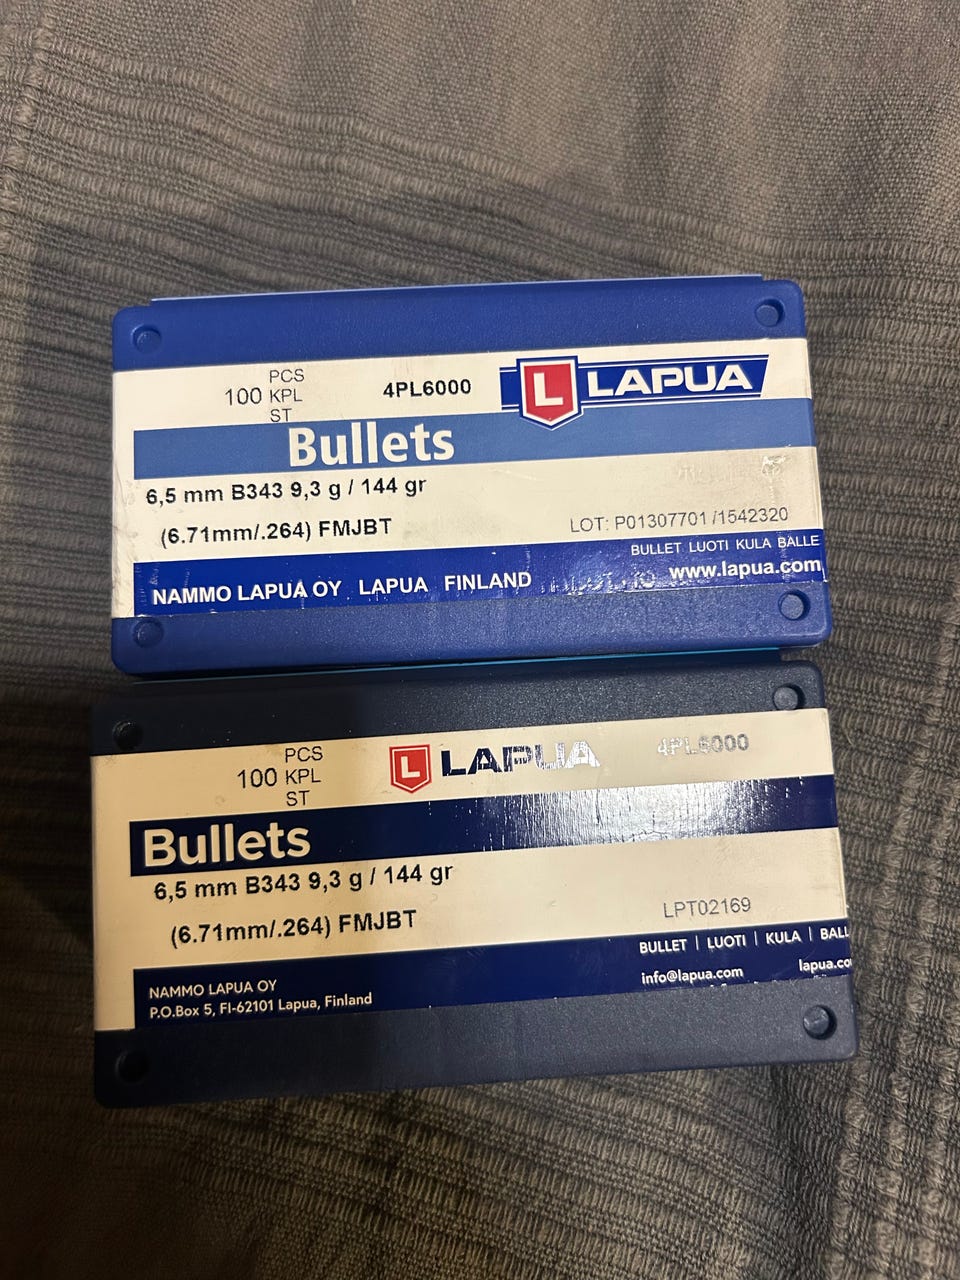 PCS
100 KPL
ST
4PL6000
L LAPUA
Bullets
6,5 mm B343 9,3 g / 144 gr
(6.71mm/.264) FMJBT
LOT: P01307701 /1542320
BULLET LUOTI KULA BALLE
www.lapua.com
NAMMO LAPUA OY LAPUA FINLAND
PCS
100 KPL
ST
L LAPUA
4PL6000
Bullets
6,5 mm B343 9,3 g / 144 gr
(6.71mm/.264) FMJBT
LPT02169
BULLET | LUOTI | KULA | BALL
info@lapua.com lapua.co
NAMMO LAPUA OY
P.O.Box 5, FI-62101 Lapua, Finland